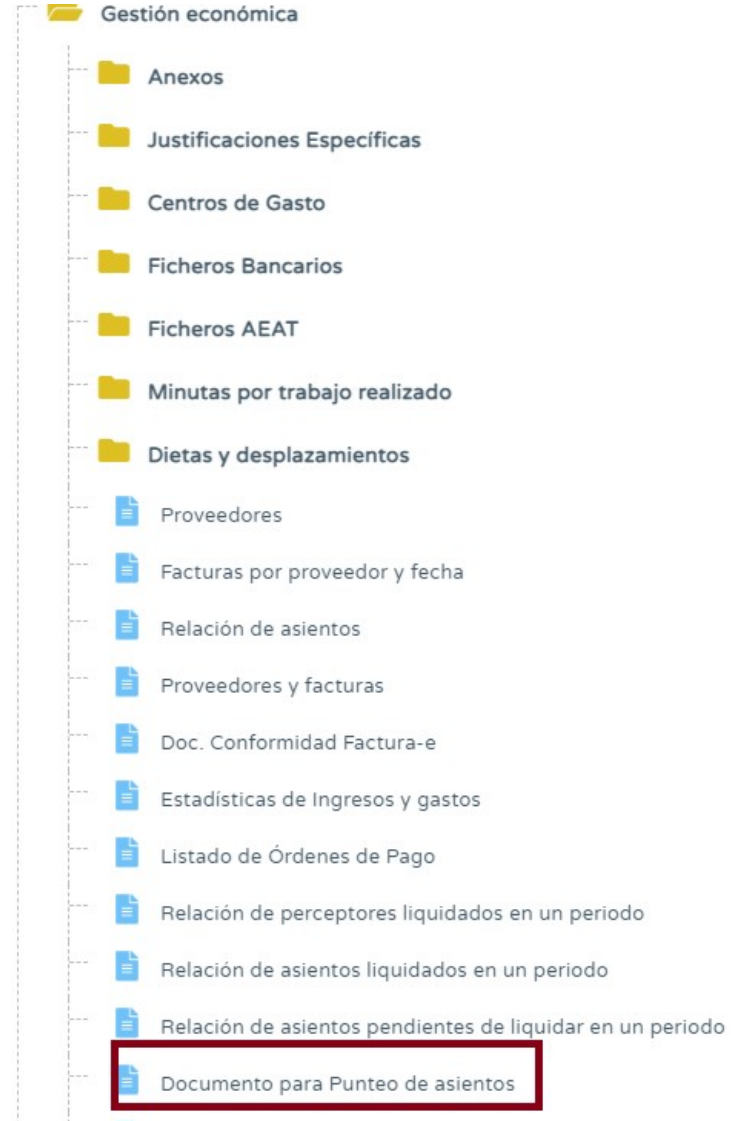 Gestión económica
Anexos
Justificaciones Específicas
Centros de Gasto
Ficheros Bancarios
Ficheros AEAT
Minutas por trabajo realizado
Dietas y desplazamientos
Proveedores
Facturas por proveedor y fecha
Relación de asientos
Proveedores y facturas
Doc. Conformidad Factura-e
Estadísticas de Ingresos y gastos
Listado de Órdenes de Pago
Relación de perceptores liquidados en un periodo
Relación de asientos liquidados en un periodo
Relación de asientos pendientes de liquidar en un periodo
Documento para Punteo de asientos